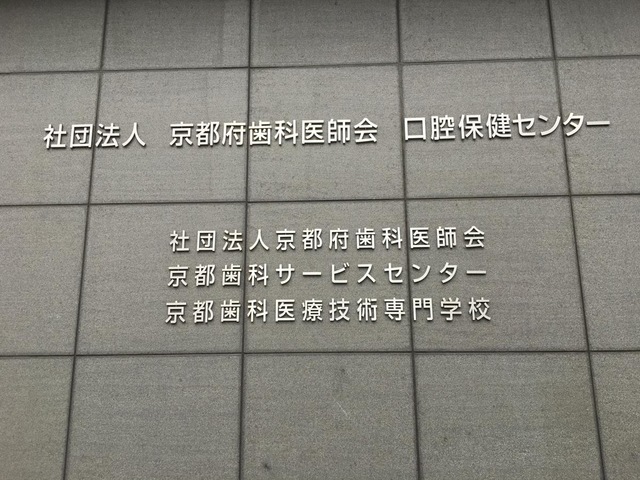 社団法人 京都府歯科医師会 口腔保健センター
社団法人京都府歯科医師会
京都歯科サービスセンター
京都歯科医療技術専門学校